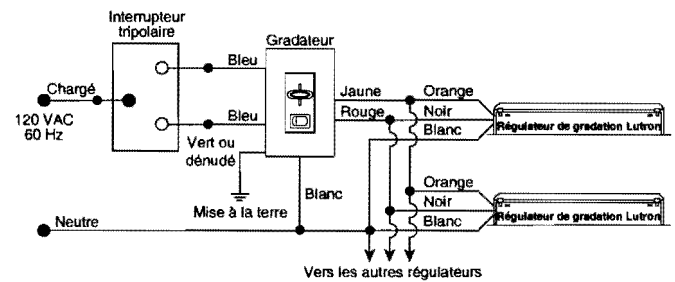 Interrupteur
tripolaire
Gradateur
Bleu
Chargé
120 VAC
60 Hz
Bleu
Vert ou
dénudé
Mise à la terre
Blanc
Neutre
Jaune
Rouge
Orange
Noir
Blanc
Régulateur de gradation Lutron
Orange
Noir
Blanc
Régulateur de gradation Lutron
Vers les autres régulateurs